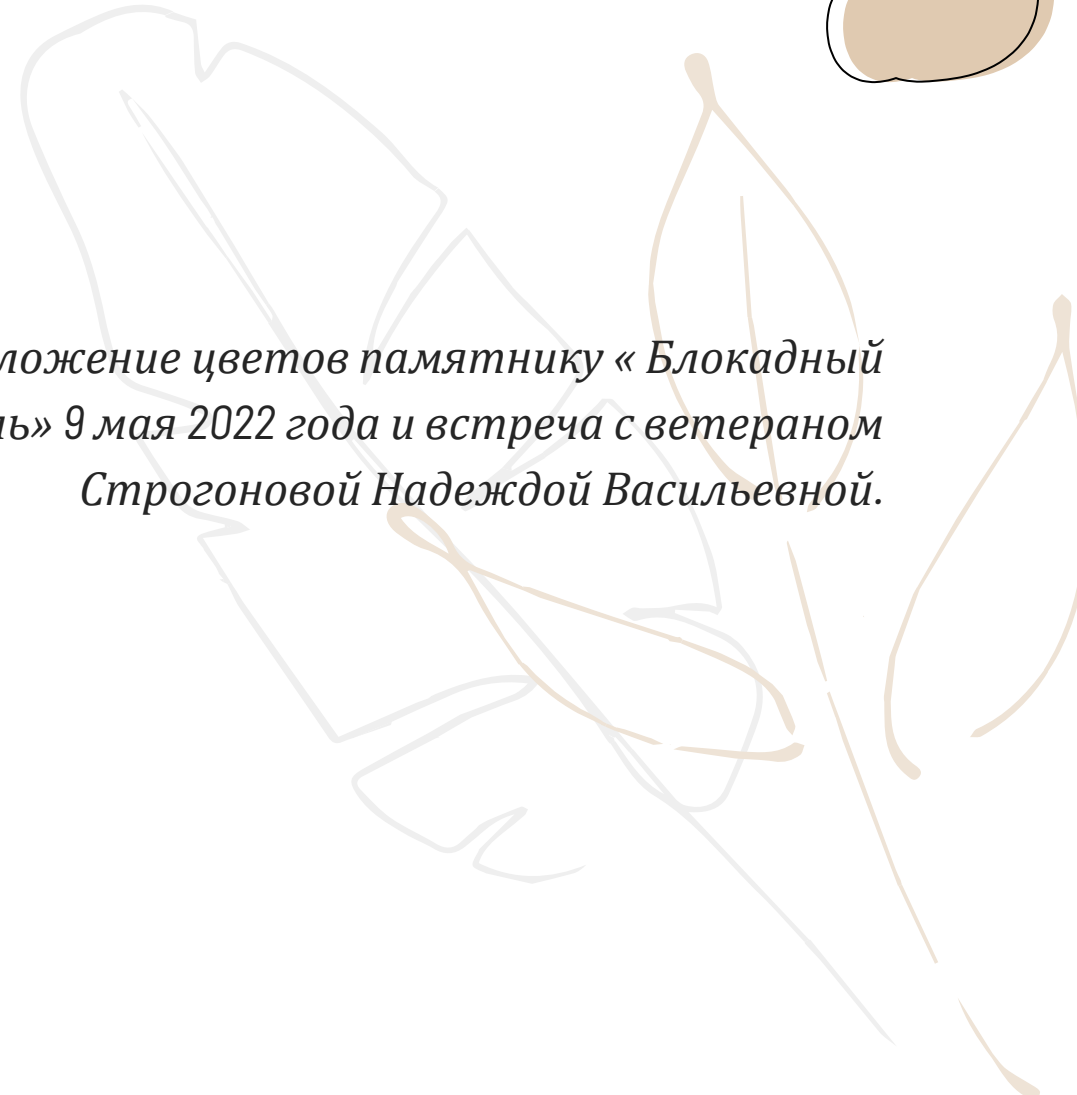 ложение цветов памятнику « Блокадный
ь» 9 мая 2022 года и встреча с ветераном
Строгоновой Надеждой Васильевной.